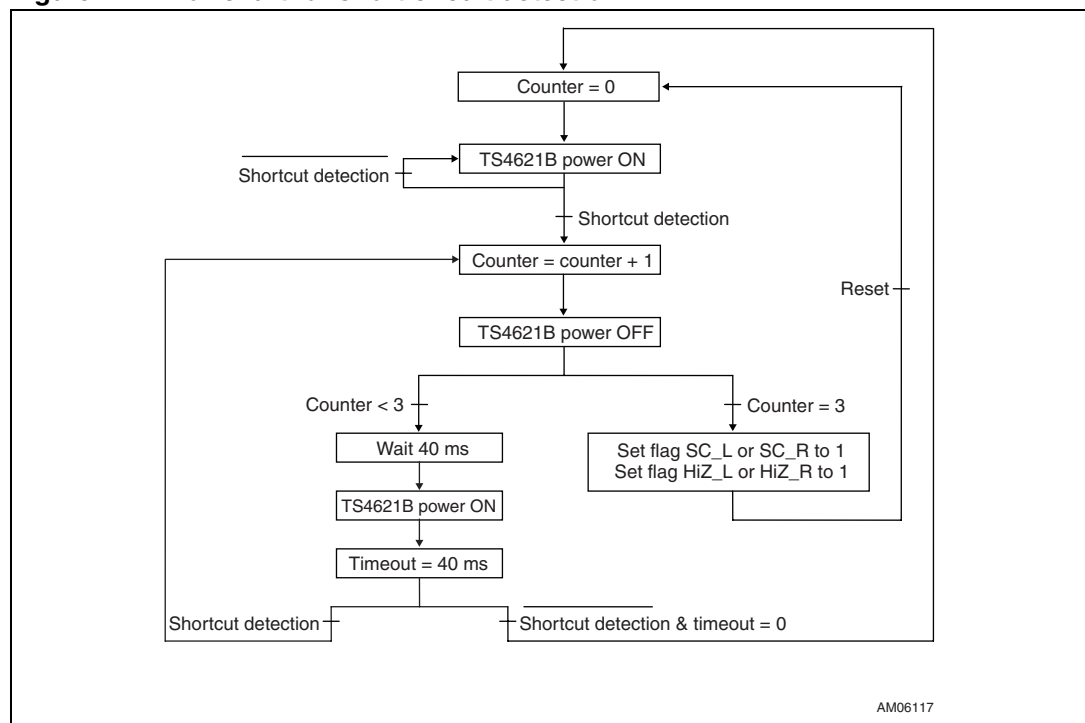 Counter = 0
TS4621B power ON
Shortcut detection
Shortcut detection
Counter = counter + 1
Reset
TS4621B power OFF
Counter < 3
Counter = 3
Wait 40 ms
Set flag SC_L or SC_R to 1
Set flag HiZ_L or HiZ_R to 1
TS4621B power ON
Timeout = 40 ms
Shortcut detection
Shortcut detection & timeout = 0
AM06117